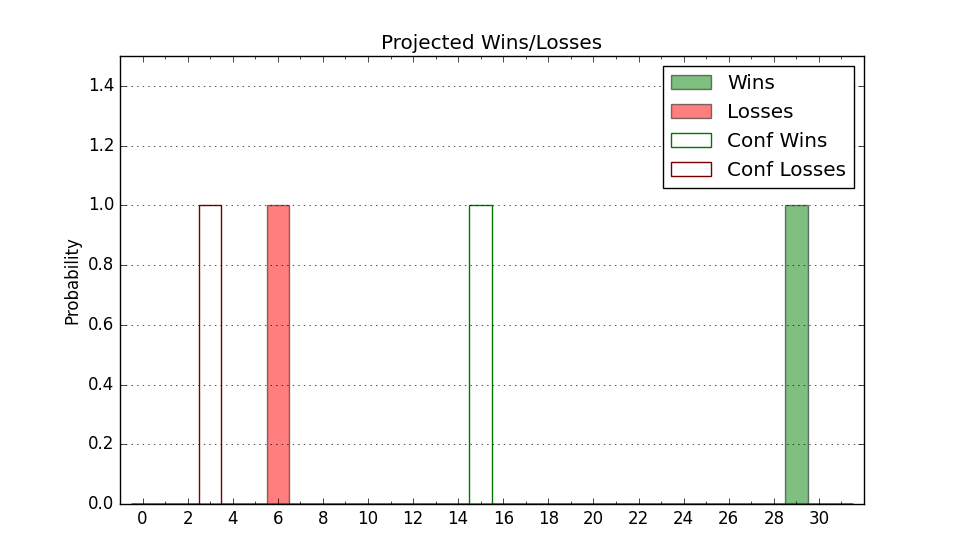 Projected Wins/Losses
Wins
Losses
Conf Wins
Conf Losses
Probability
1.4
1.2
1.0
0.8
0.6
0.4
0.2
0.0
0 2 4 6 8 10 12 14 16 18 20 22 24 26 28 30